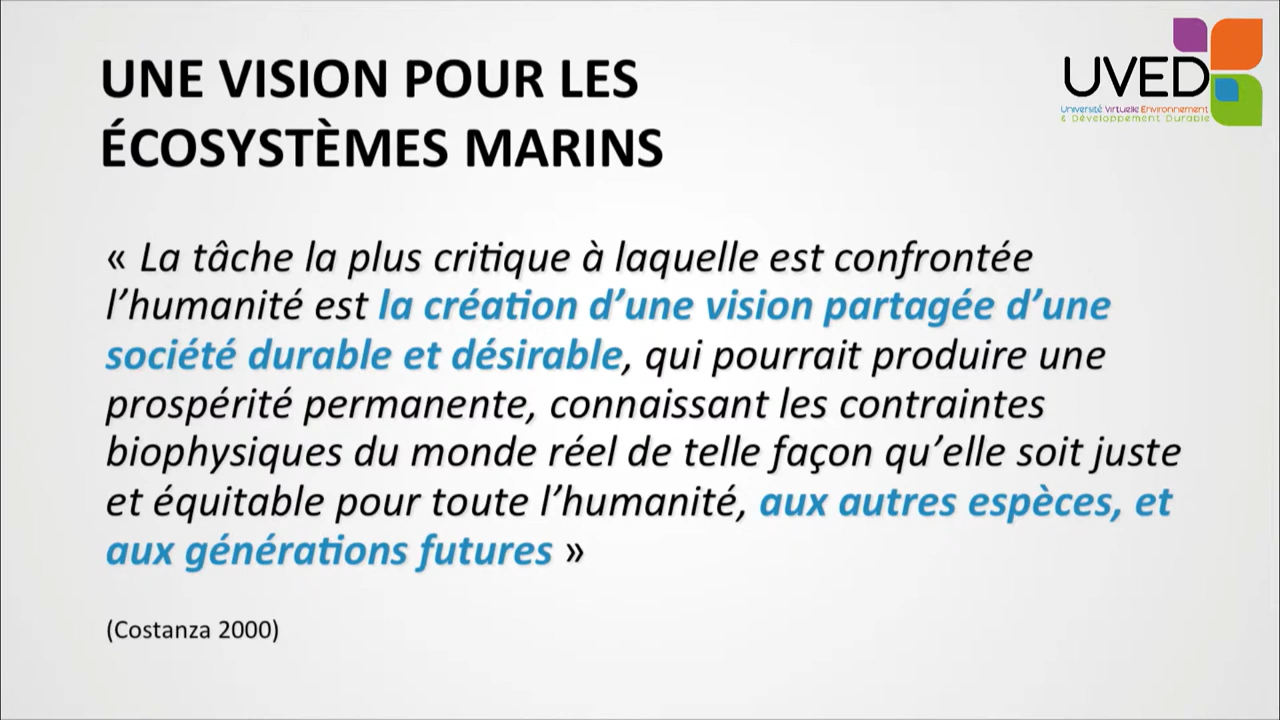 UNE VISION POUR LES
ÉCOSYSTÈMES MARINS
UVED
Université Virtuelle Environnement
& Développement Durable
« La tâche la plus critique à laquelle est confrontée
l’humanité est la création d’une vision partagée d’une
société durable et désirable, qui pourrait produire une
prospérité permanente, connaissant les contraintes
biophysiques du monde réel de telle façon qu’elle soit juste
et équitable pour toute l’humanité, aux autres espèces, et
aux générations futures »
(Costanza 2000)